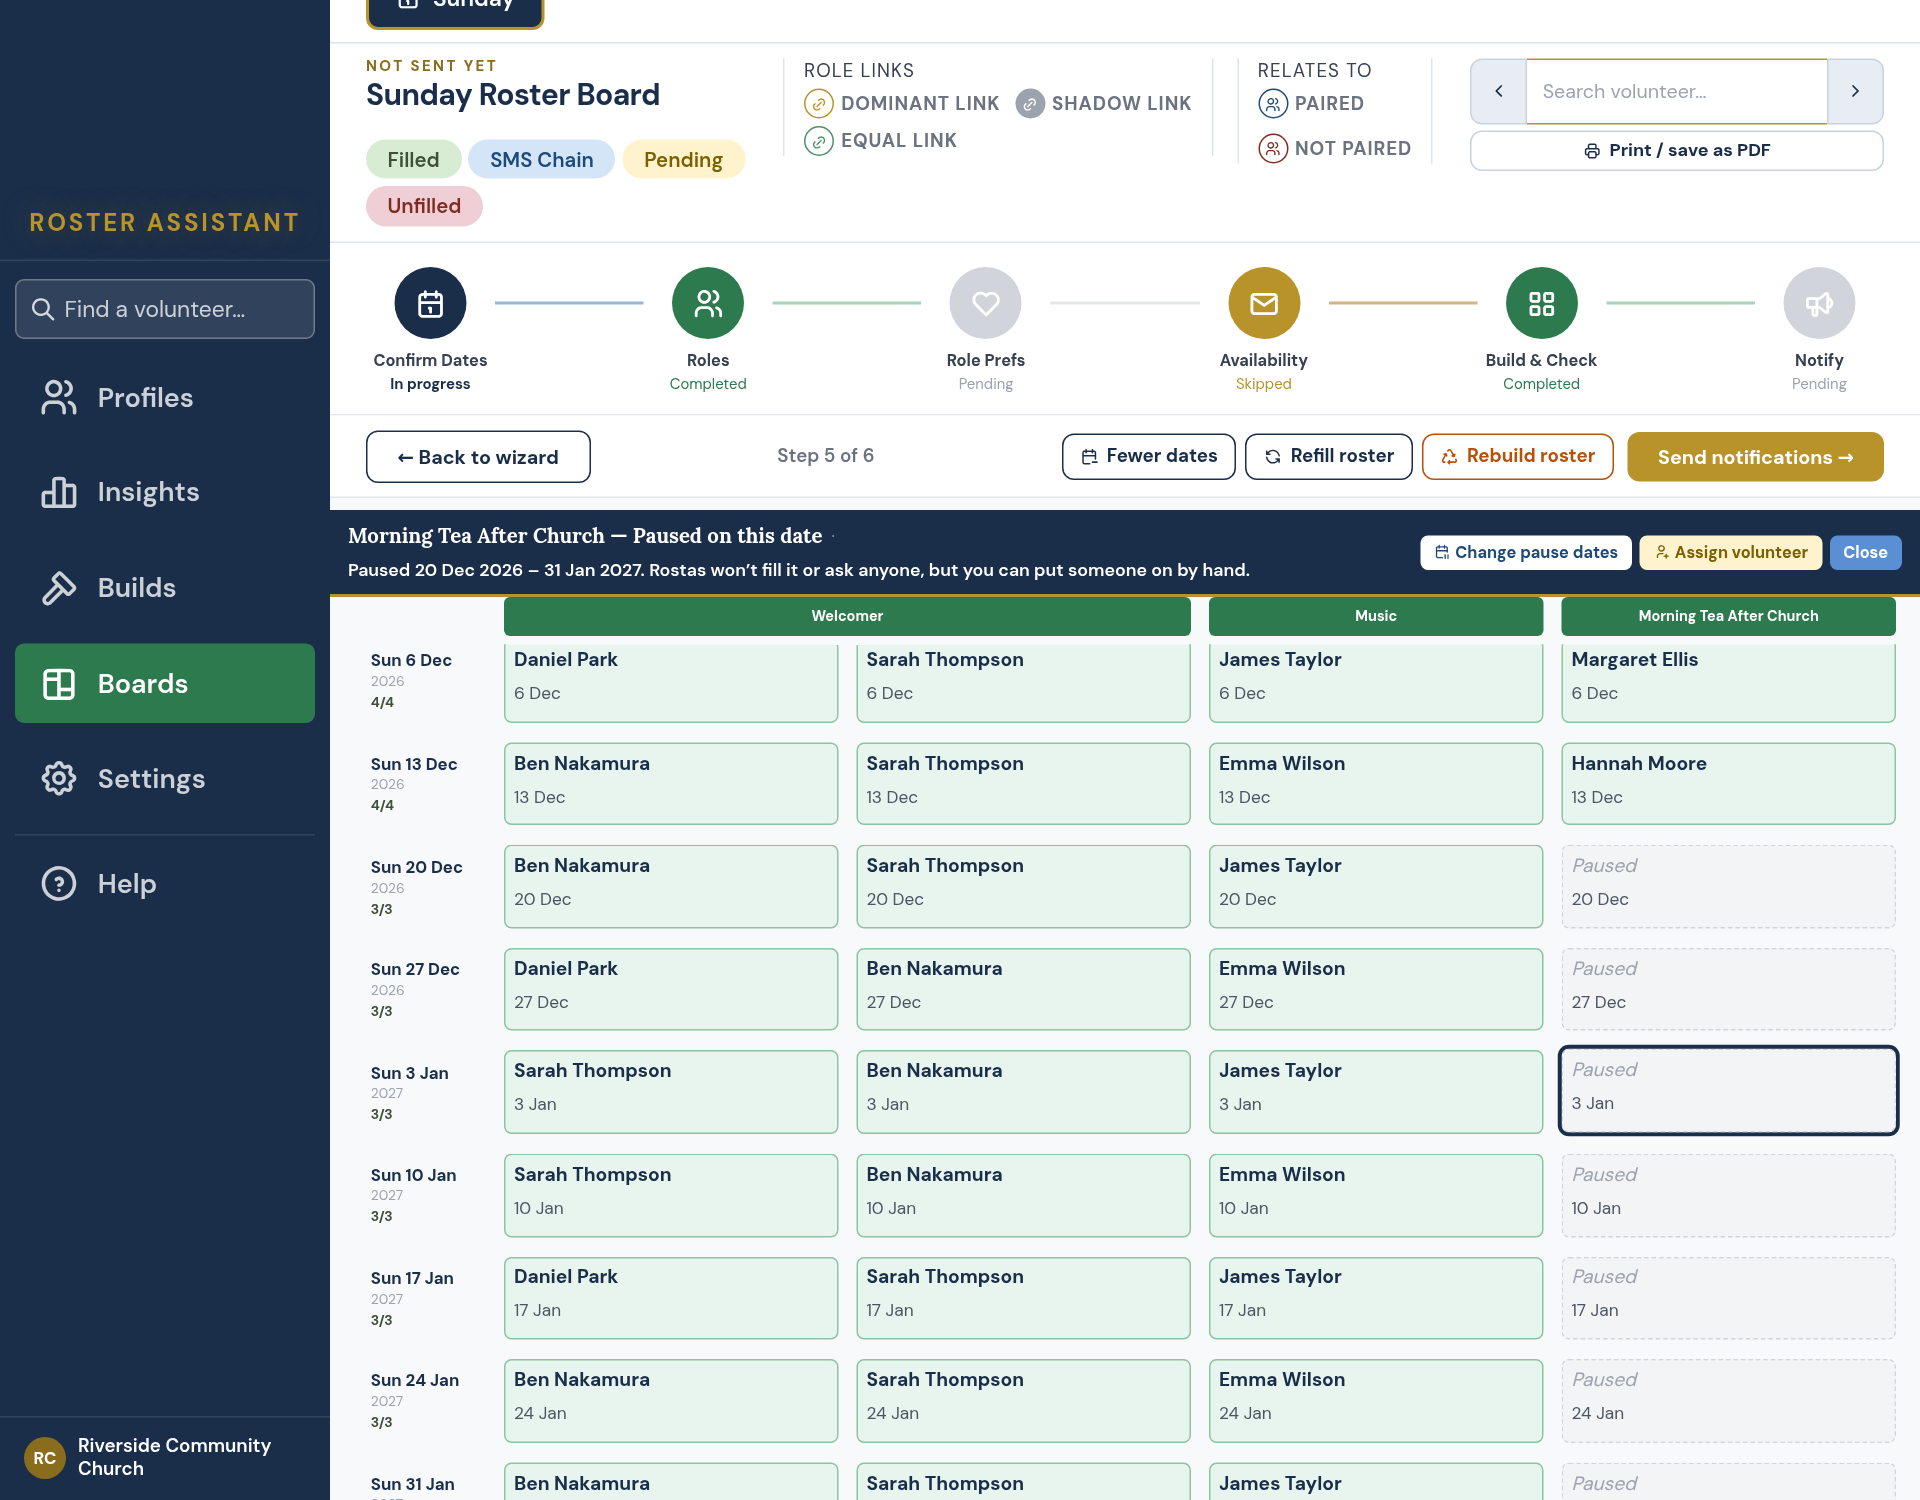 ROSTER ASSISTANT
Find a volunteer...
Profiles
Insights
Builds
Boards
Settings
Help
RC
Riverside Community
Church
Sunday
NOT SENT YET
Sunday Roster Board
Filled
SMS Chain
Pending
Unfilled
ROLE LINKS
DOMINANT LINK
SHADOW LINK
EQUAL LINK
RELATES TO
PAIRED
NOT PAIRED
Search volunteer...
Print / save as PDF
Confirm Dates
In progress
Roles
Completed
Role Prefs
Pending
Availability
Skipped
Build & Check
Completed
Notify
Pending
← Back to wizard
Step 5 of 6
Fewer dates
Refill roster
Rebuild roster
Send notifications →
Morning Tea After Church — Paused on this date ·
Paused 20 Dec 2026 – 31 Jan 2027. Rostas won't fill it or ask anyone, but you can put someone on by hand.
Change pause dates
Assign volunteer
Close
Welcomer
Music
Morning Tea After Church
Sun 6 Dec
2026
4/4
Daniel Park
6 Dec
Sarah Thompson
6 Dec
James Taylor
6 Dec
Margaret Ellis
6 Dec
Sun 13 Dec
2026
4/4
Ben Nakamura
13 Dec
Sarah Thompson
13 Dec
Emma Wilson
13 Dec
Hannah Moore
13 Dec
Sun 20 Dec
2026
3/3
Ben Nakamura
20 Dec
Sarah Thompson
20 Dec
James Taylor
20 Dec
Paused
20 Dec
Sun 27 Dec
2026
3/3
Daniel Park
27 Dec
Ben Nakamura
27 Dec
Emma Wilson
27 Dec
Paused
27 Dec
Sun 3 Jan
2027
3/3
Sarah Thompson
3 Jan
Ben Nakamura
3 Jan
James Taylor
3 Jan
Paused
3 Jan
Sun 10 Jan
2027
3/3
Sarah Thompson
10 Jan
Ben Nakamura
10 Jan
Emma Wilson
10 Jan
Paused
10 Jan
Sun 17 Jan
2027
3/3
Daniel Park
17 Jan
Sarah Thompson
17 Jan
James Taylor
17 Jan
Paused
17 Jan
Sun 24 Jan
2027
3/3
Ben Nakamura
24 Jan
Sarah Thompson
24 Jan
Emma Wilson
24 Jan
Paused
24 Jan
Sun 31 Jan
Ben Nakamura
Sarah Thompson
James Taylor
Paused